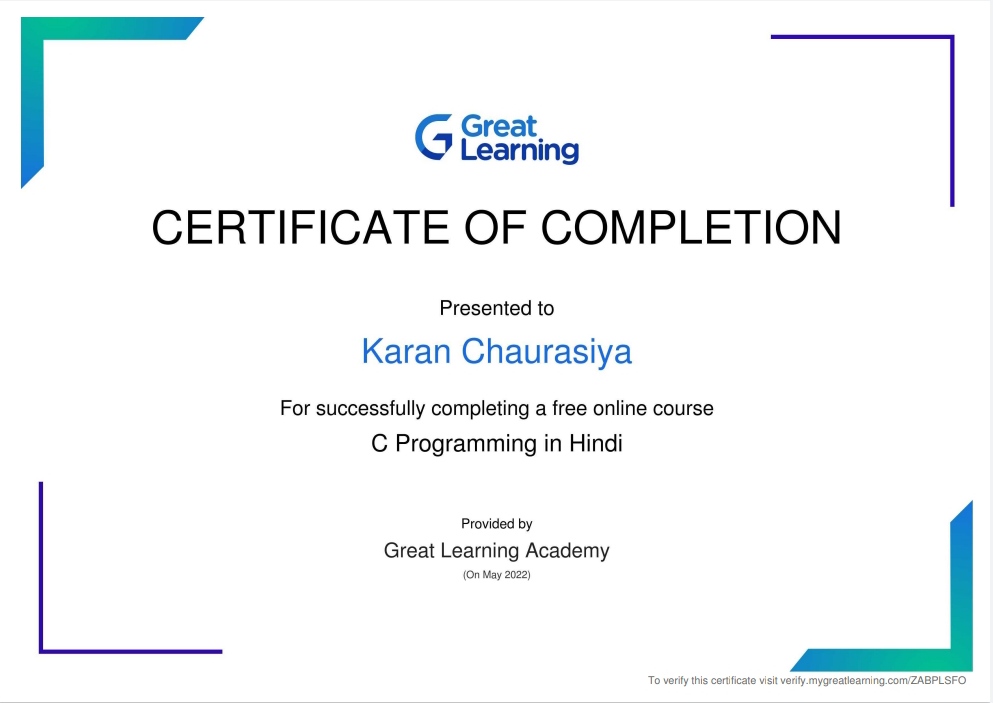 Great
Learning
CERTIFICATE OF COMPLETION
Presented to
Karan Chaurasiya
For successfully completing a free online course
C Programming in Hindi
Provided by
Great Learning Academy
(On May 2022)
To verify this certificate visit verify.mygreatlearning.com/ZABPLSFO